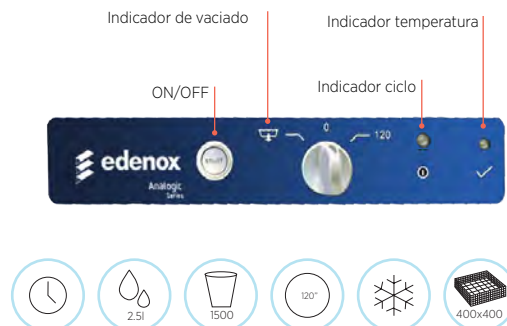 Indicador de vaciado
Indicador temperatura
ON/OFF
Indicador ciclo
0
120
START
edenox
Analogic
Series
2.5l
1500
120"
400x400